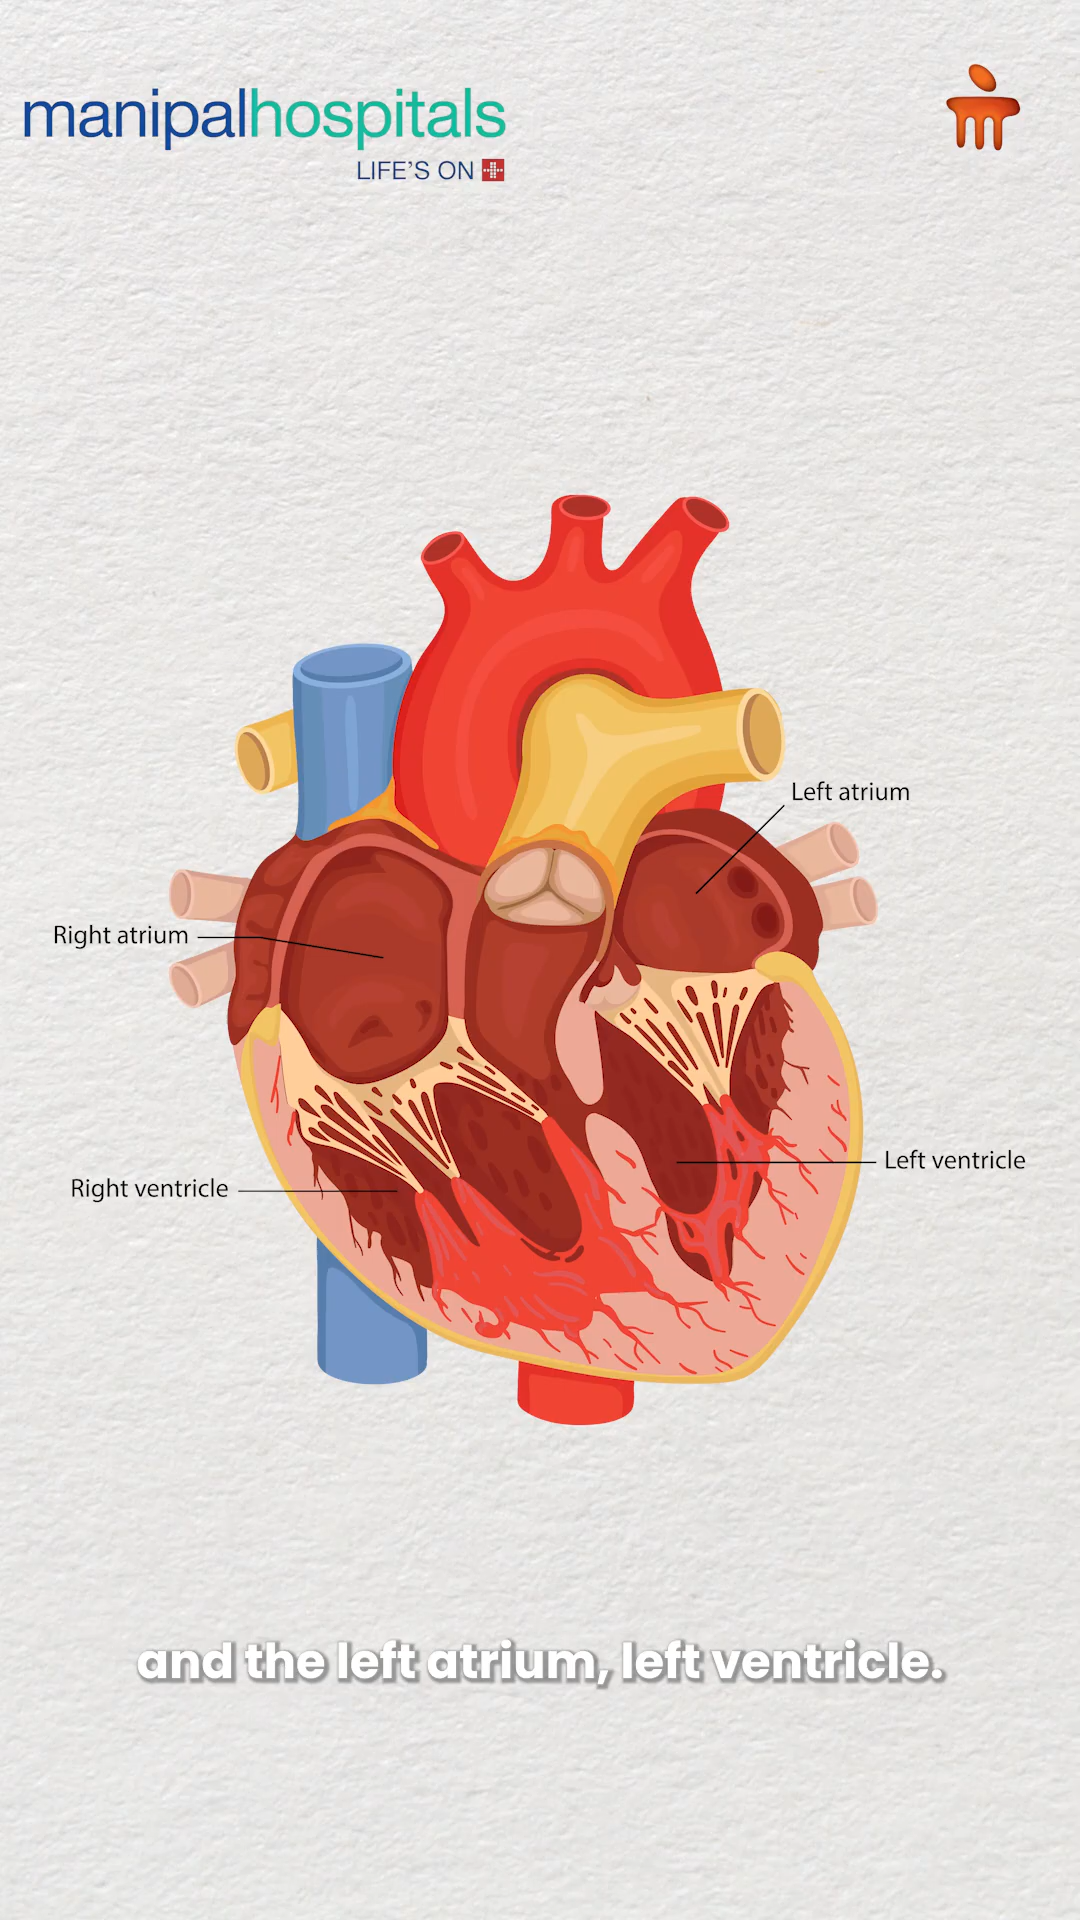 manipalhospitals
LIFE'S ON
Left atrium
Right atrium
Left ventricle
Right ventricle
and the left atrium, left ventricle.